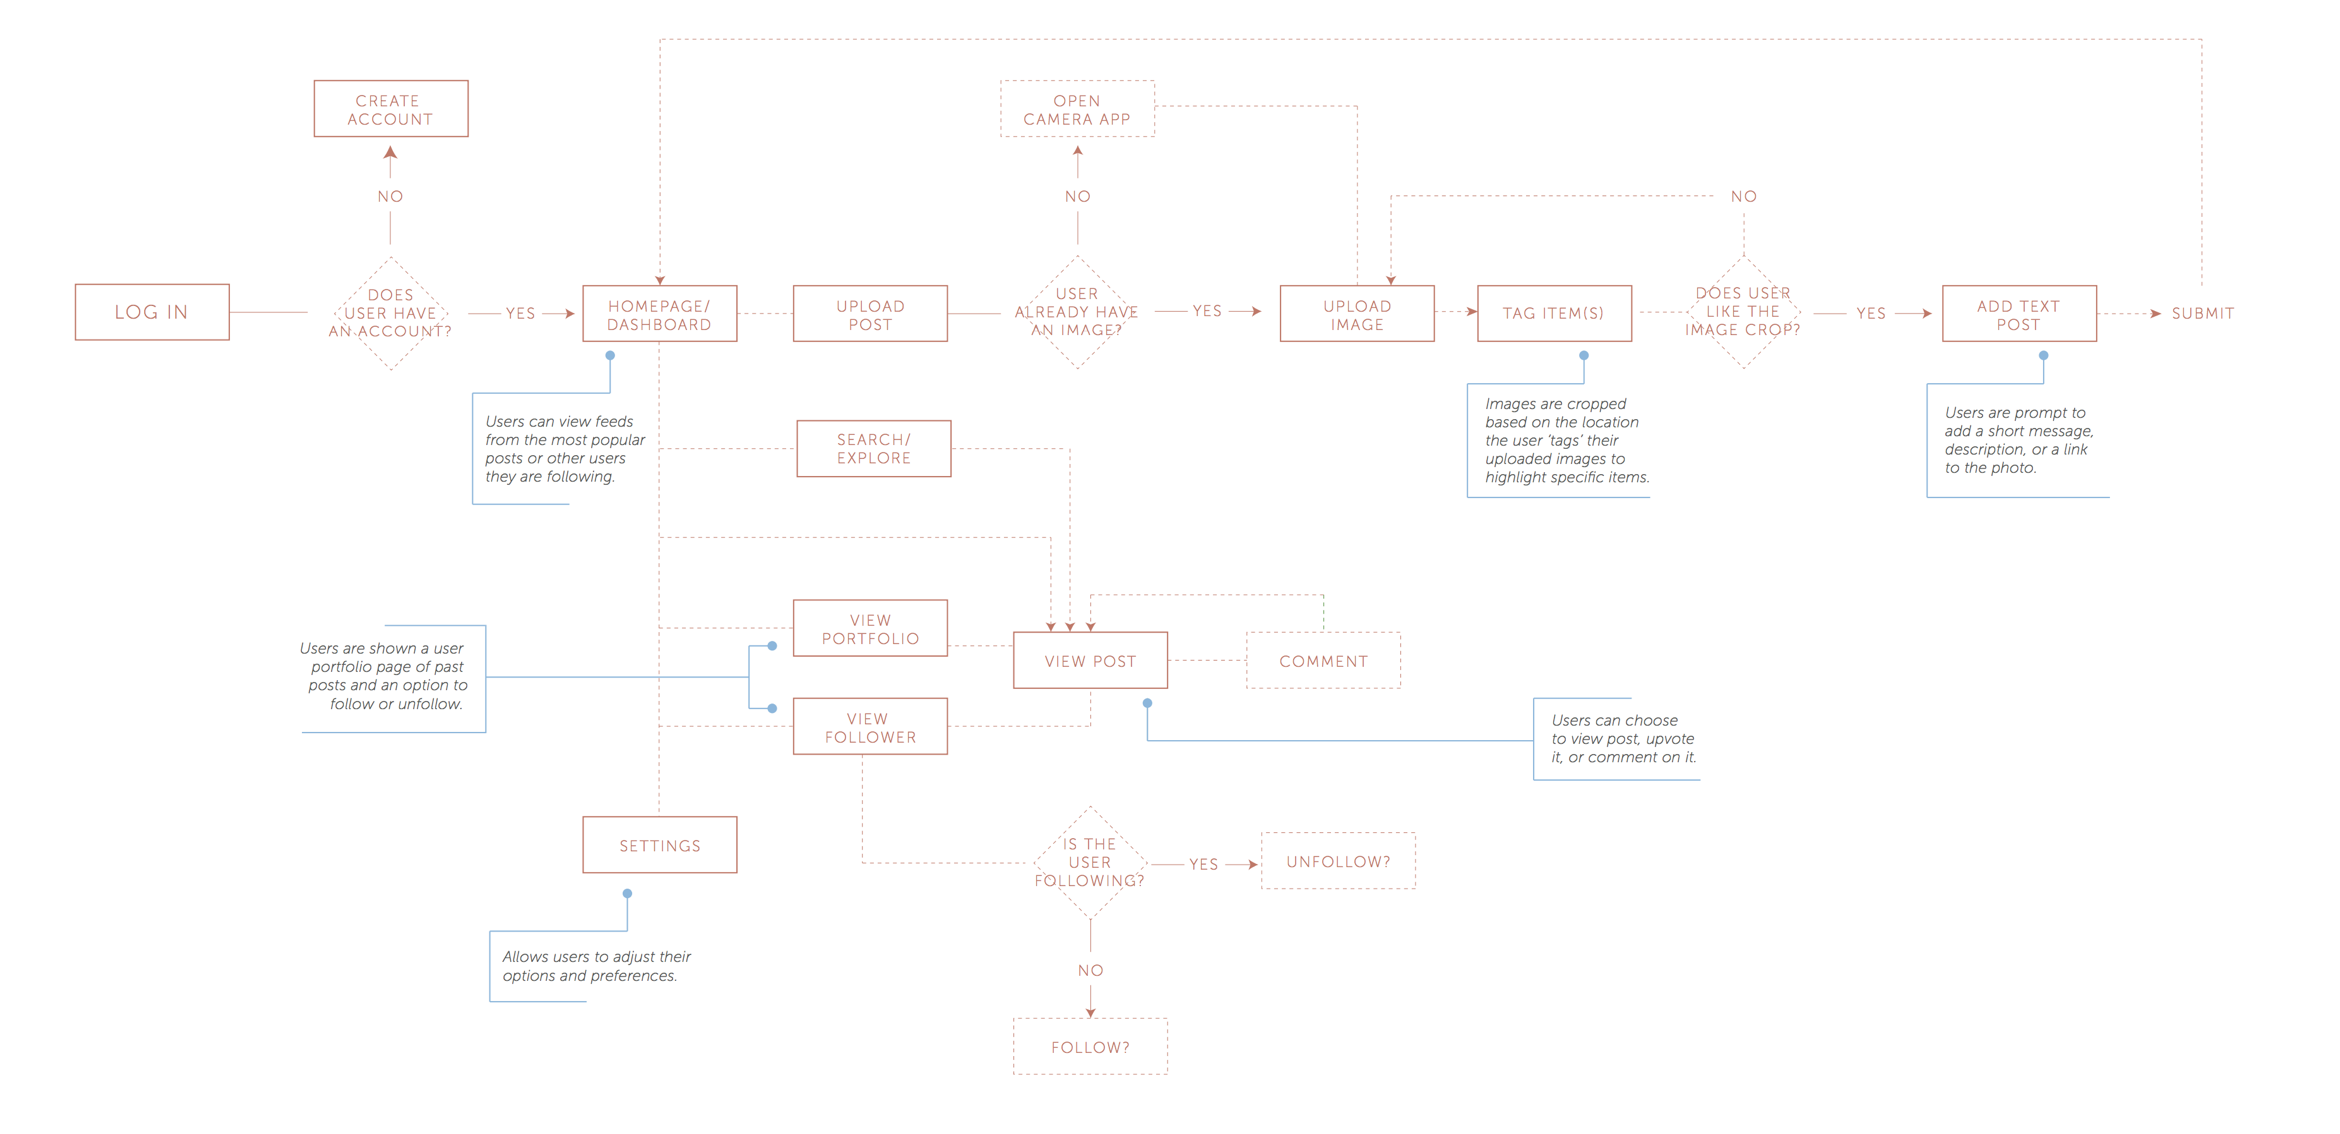 CREATE
ACCOUNT
OPEN
CAMERA APP
NO
NO
NO
LOG IN
DOES
USER HAVE
AN ACCOUNT?
YES
HOMEPAGE/
DASHBOARD
UPLOAD
POST
USER
ALREADY HAVE
AN IMAGE?
YES
UPLOAD
IMAGE
TAG ITEM(S)
DOES USER
LIKE THE
IMAGE CROP?
YES
ADD TEXT
POST
SUBMIT
Users can view feeds
from the most popular
posts or other users
they are following.
SEARCH/
EXPLORE
Images are cropped
based on the location
the user ‘tags’ their
uploaded images to
highlight specific items.
Users are prompt to
add a short message,
description, or a link
to the photo.
Users are shown a user
portfolio page of past
posts and an option to
follow or unfollow.
VIEW
PORTFOLIO
VIEW POST
COMMENT
VIEW
FOLLOWER
Users can choose
to view post, upvote
it, or comment on it.
SETTINGS
IS THE
USER
FOLLOWING?
YES
UNFOLLOW?
Allows users to adjust their
options and preferences.
NO
FOLLOW?